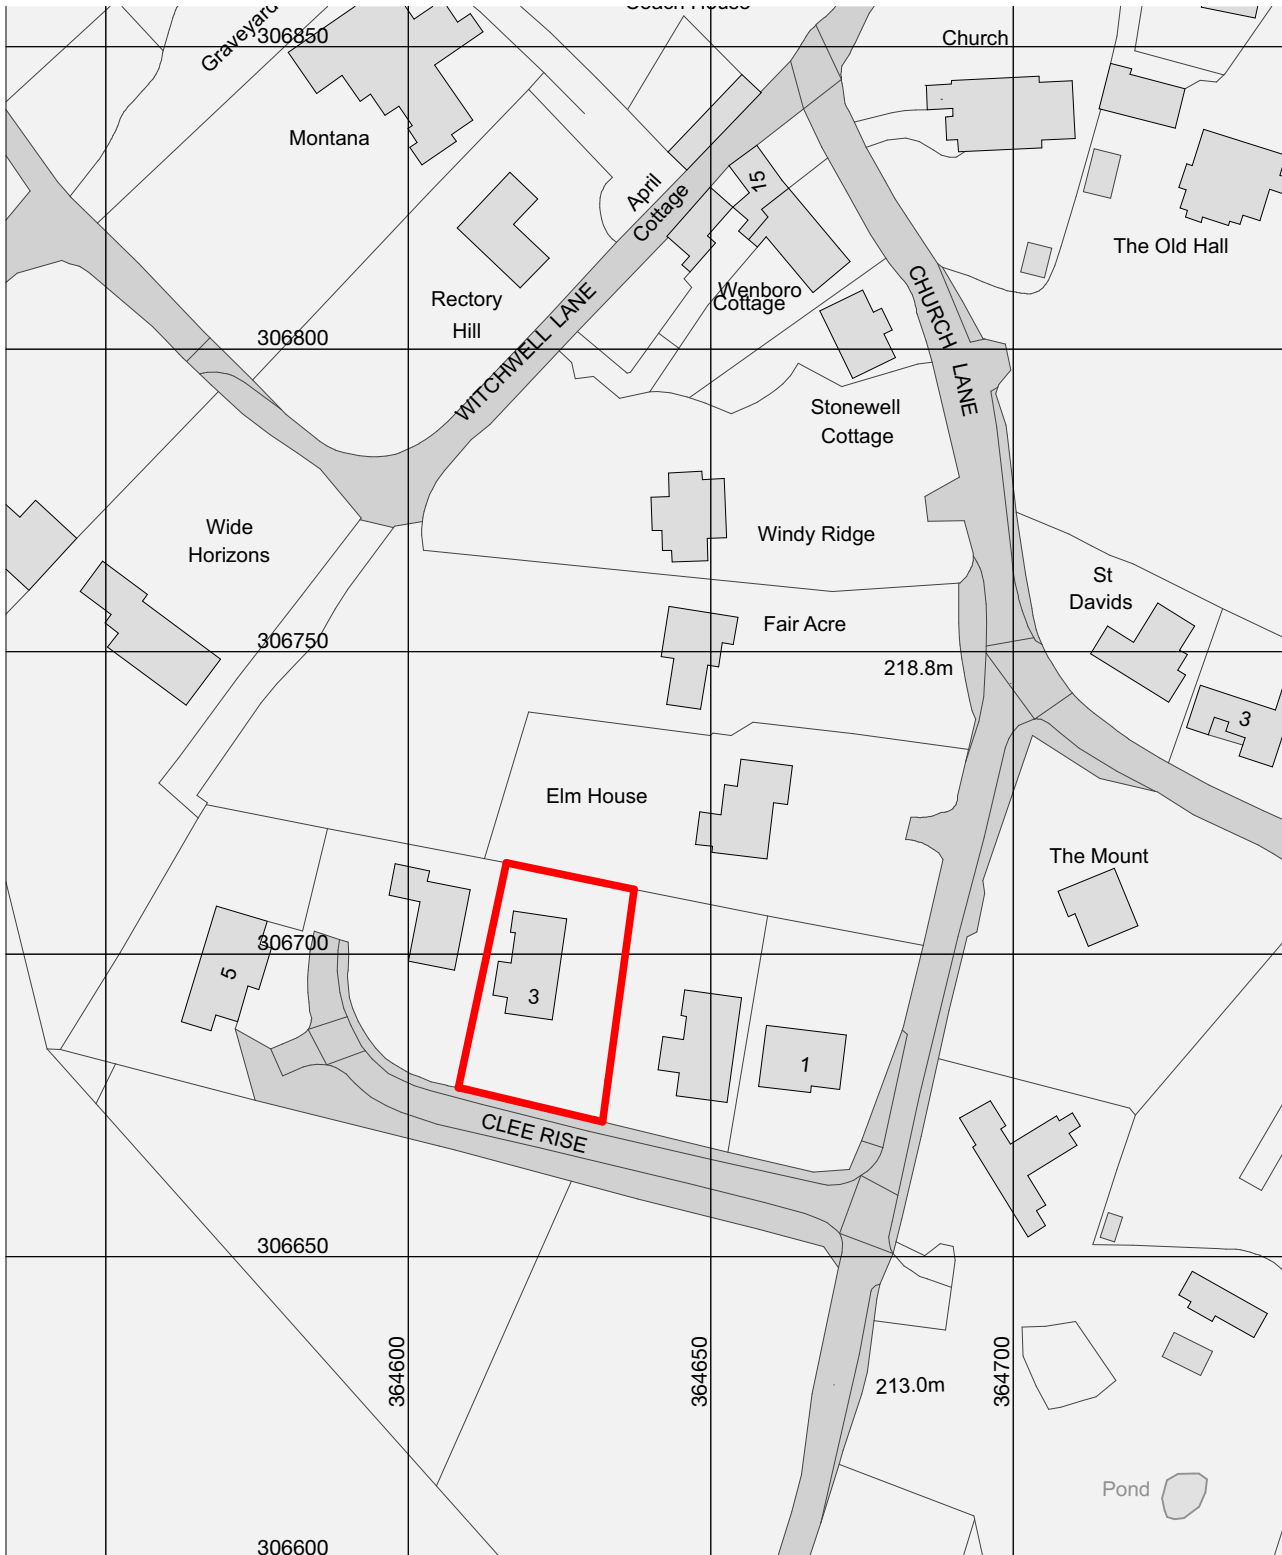 Graveyard
306850
Church
Montana
15
April
Cottage
The Old Hall
Rectory
Hill
Wenboro
Cottage
WITCHWELL LANE
CHURCH LANE
306800
Stonewell
Cottage
Wide
Horizons
Windy Ridge
St
Davids
Fair Acre
306750
218.8m
3
Elm House
The Mount
306700
5
3
1
CLEE RISE
306650
364600
364650
364700
213.0m
Pond
306600